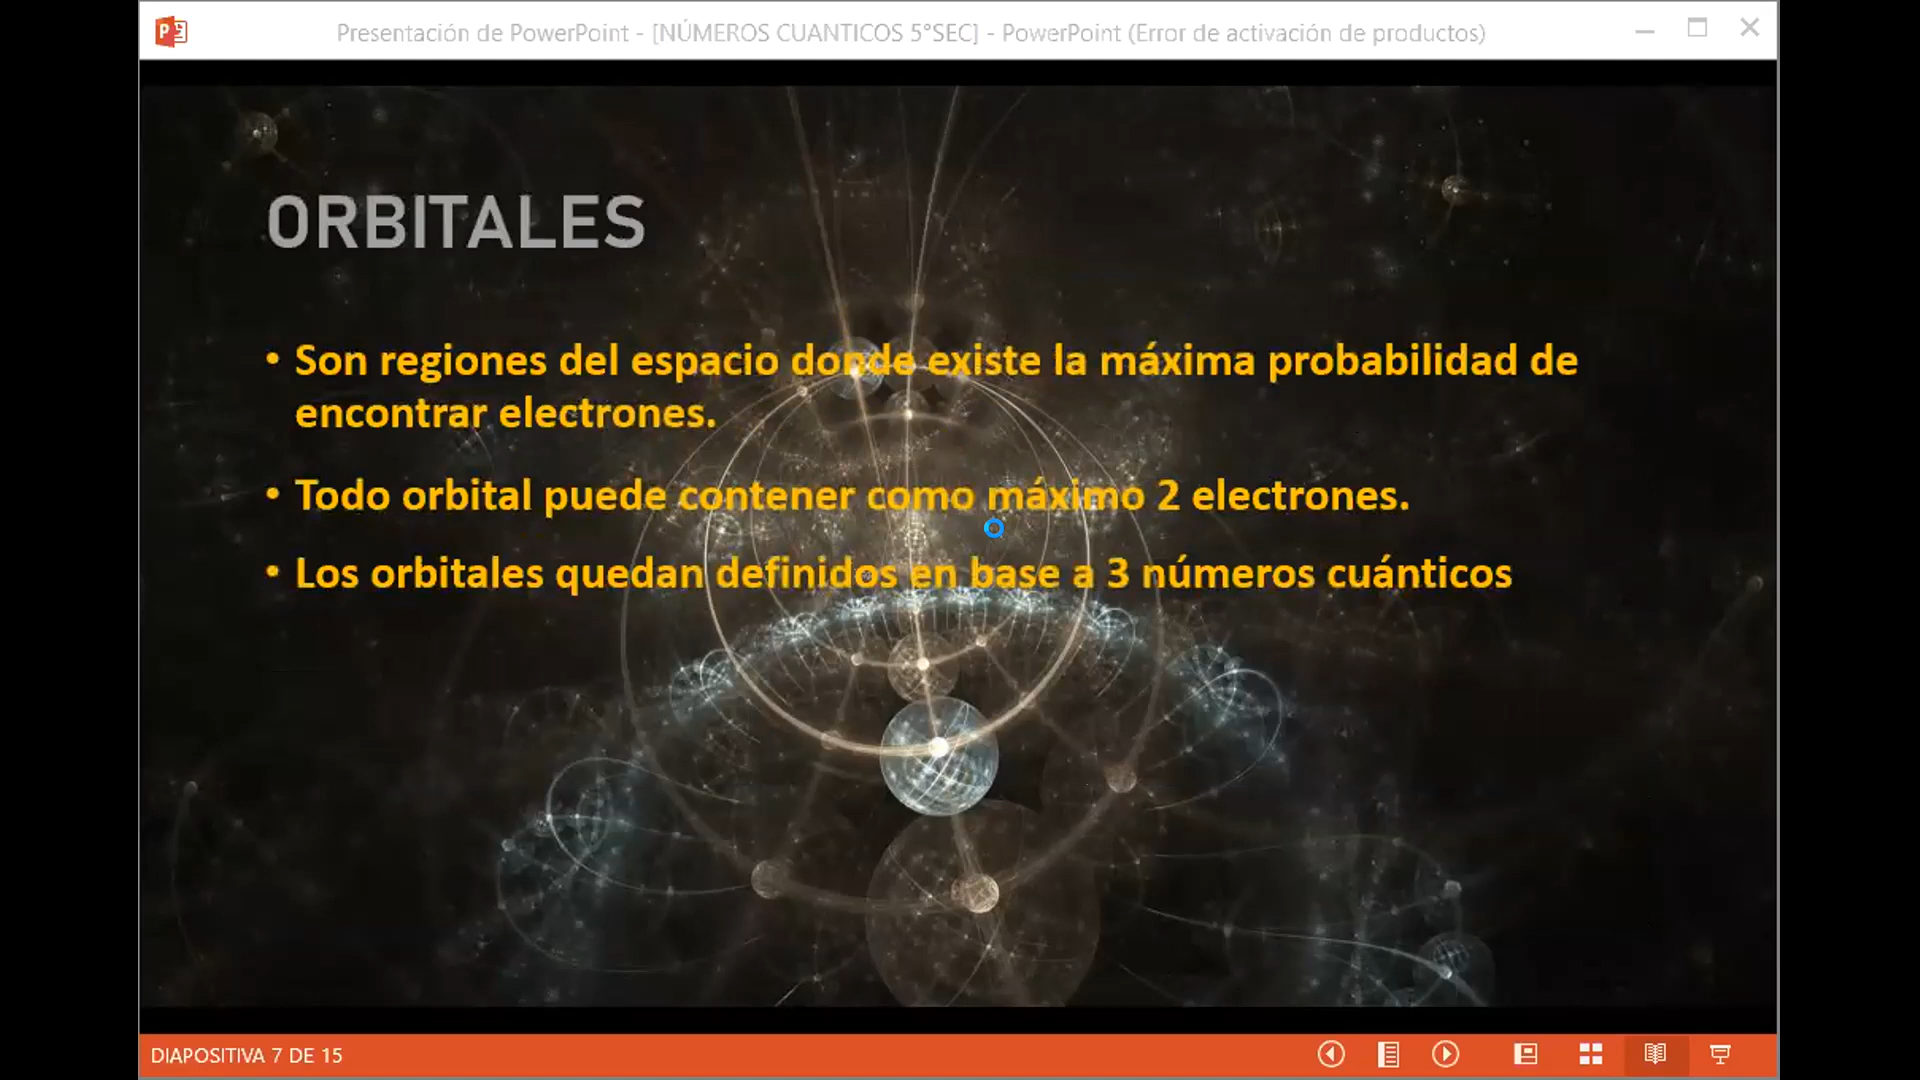 Presentación de PowerPoint - [NÚMEROS CUANTICOS 5°SEC] - PowerPoint (Error de activación de productos)
ORBITALES
• Son regiones del espacio donde existe la máxima probabilidad de
encontrar electrones.
• Todo orbital puede contener como máximo 2 electrones.
• Los orbitales quedan definidos en base a 3 números cuánticos
DIAPOSITIVA 7 DE 15